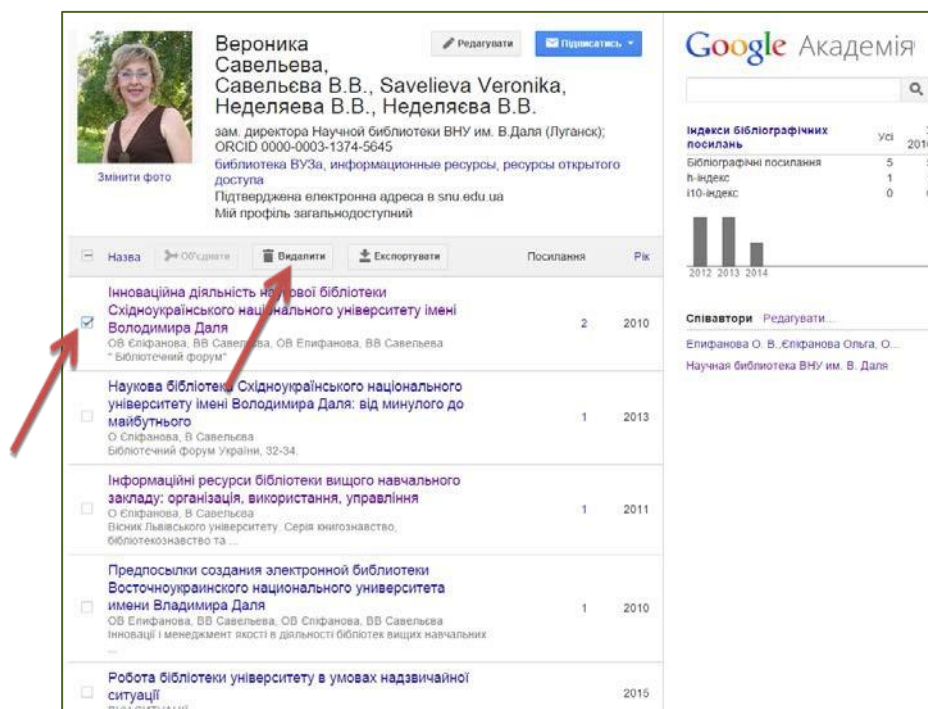 Вероника
Савельева,
Савельєва В.В., Savelieva Veronika,
Неделяева В.В., Неделяєва В.В.
Редагувати
Підписатись
зам. директора Научной библиотеки ВНУ им. В.Даля (Луганск);
ORCID 0000-0003-1374-5645
библиотека ВУЗа, информационные ресурсы, ресурсы открытого
доступа
Підтверджена електронна адреса в snu.edu.ua
Мій профіль загальнодоступний
Змінити фото
Назва
Об'єднати
Видалити
Експортувати
Посилання
Рік
Інноваційна діяльність наукової бібліотеки
Східноукраїнського національного університету імені
Володимира Даля
ОВ Єпіфанова, ВВ Савельєва, ОВ Епифанова, ВВ Савельева
" Бібліотечний форум"
2
2010
Наукова бібліотека Східноукраїнського національного
університету імені Володимира Даля: від минулого до
майбутнього
О Єпіфанова, В Савельєва
Бібліотечний форум України, 32-34.
1
2013
Інформаційні ресурси бібліотеки вищого навчального
закладу: організація, використання, управління
О Єпіфанова, В Савельєва
Вісник Львівського університету. Серія книгознавство,
бібліотекознавство та ...
1
2011
Предпосылки создания электронной библиотеки
Восточноукраинского национального университета
имени Владимира Даля
ОВ Епифанова, ВВ Савельева, ОВ Єпіфанова, ВВ Савельєва
Інновації і менеджмент якості в діяльності бібліотек вищих навчальних
...
1
2010
Робота бібліотеки університету в умовах надзвичайної
ситуації
2015
Google Академія
Індекси бібліографічних
посилань
Усі
Бібліографічні посилання
5
h-індекс
1
i10-індекс
0
2012 2013 2014
Співавтори Редагувати...
Епифанова О. В.,Єпіфанова Ольга, О...
Научная библиотека ВНУ им. В. Даля